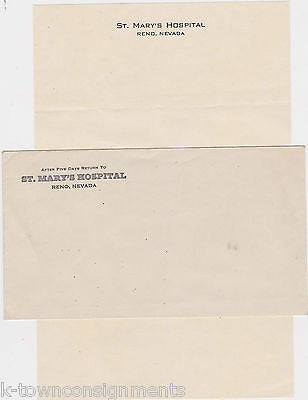 St. Mary's Hospital
Reno, Nevada
After Five Days Return to
ST. MARY'S HOSPITAL
RENO, NEVADA
k-townconsignments